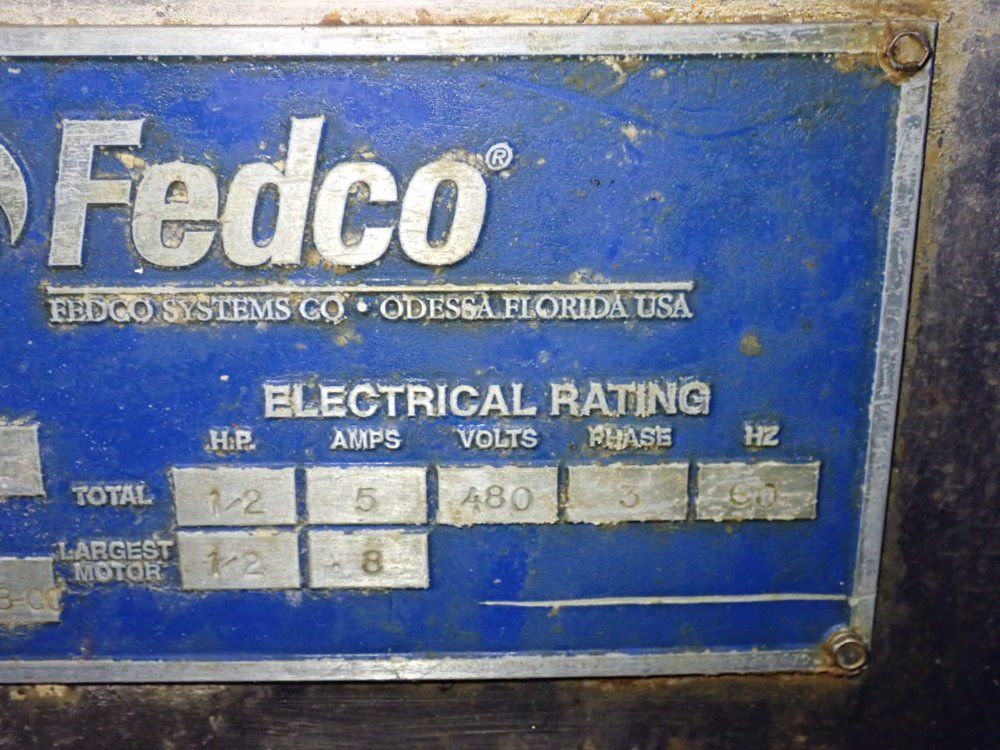 Fedco®
FEDCO SYSTEMS CO • ODESSA, FLORIDA USA
ELECTRICAL RATING
H.P. AMPS VOLTS PHASE HZ
TOTAL 1/2 5 480 3 60
LARGEST MOTOR 1/2 .8